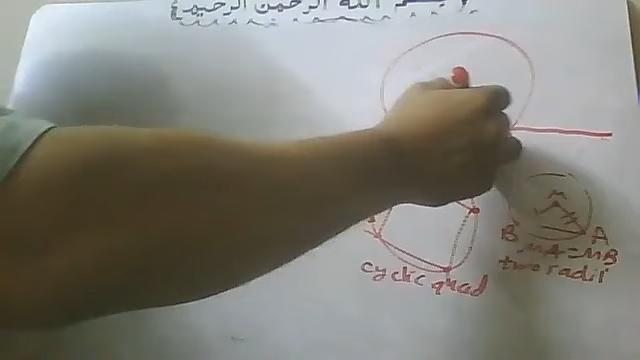 بسم الله الرحمن الرحيم
M
B A
MA = MB
two radii
cyclic quad